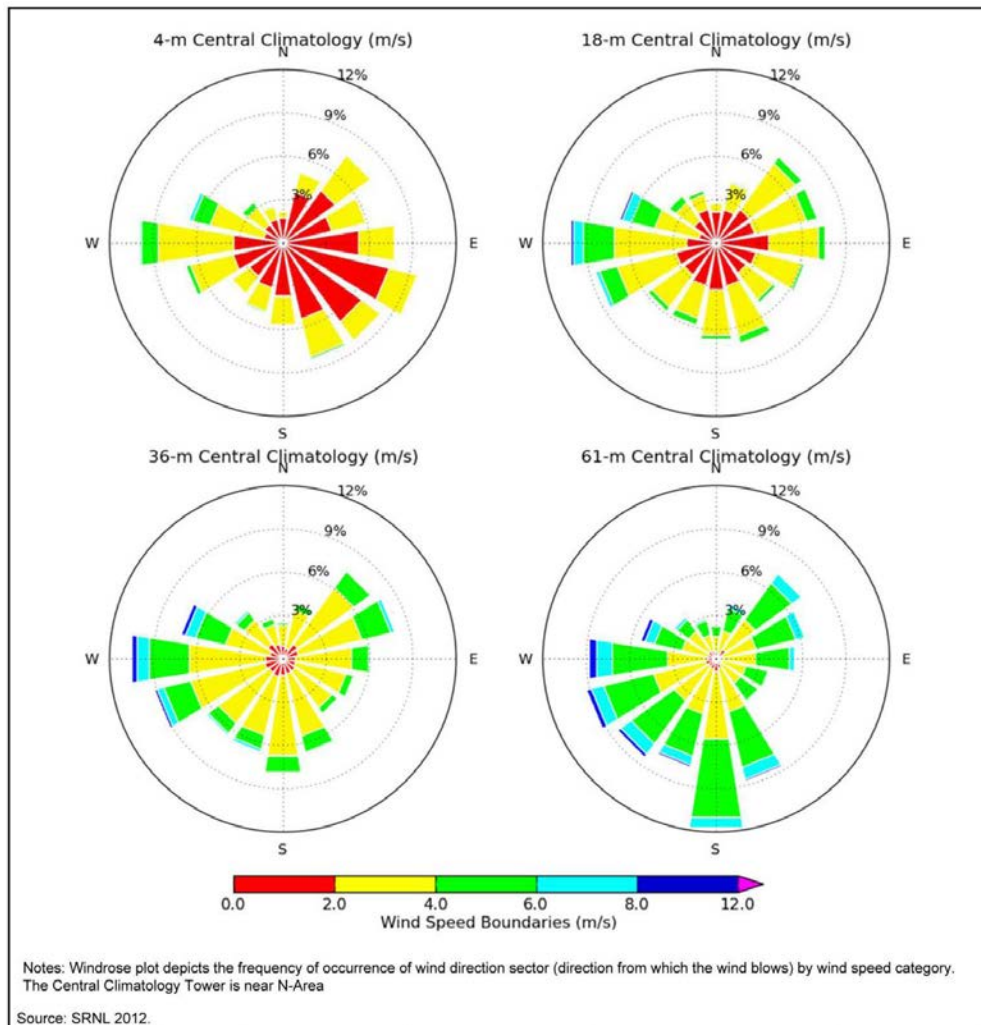 4-m Central Climatology (m/s)
N
12%
9%
6%
3%
W
E
S
18-m Central Climatology (m/s)
N
12%
9%
6%
3%
W
E
S
36-m Central Climatology (m/s)
N
12%
9%
6%
3%
W
E
S
61-m Central Climatology (m/s)
N
12%
9%
6%
3%
W
E
S
0.0 2.0 4.0 6.0 8.0 12.0
Wind Speed Boundaries (m/s)
Notes: Windrose plot depicts the frequency of occurrence of wind direction sector (direction from which the wind blows) by wind speed category.
The Central Climatology Tower is near N-Area
Source: SRNL 2012.